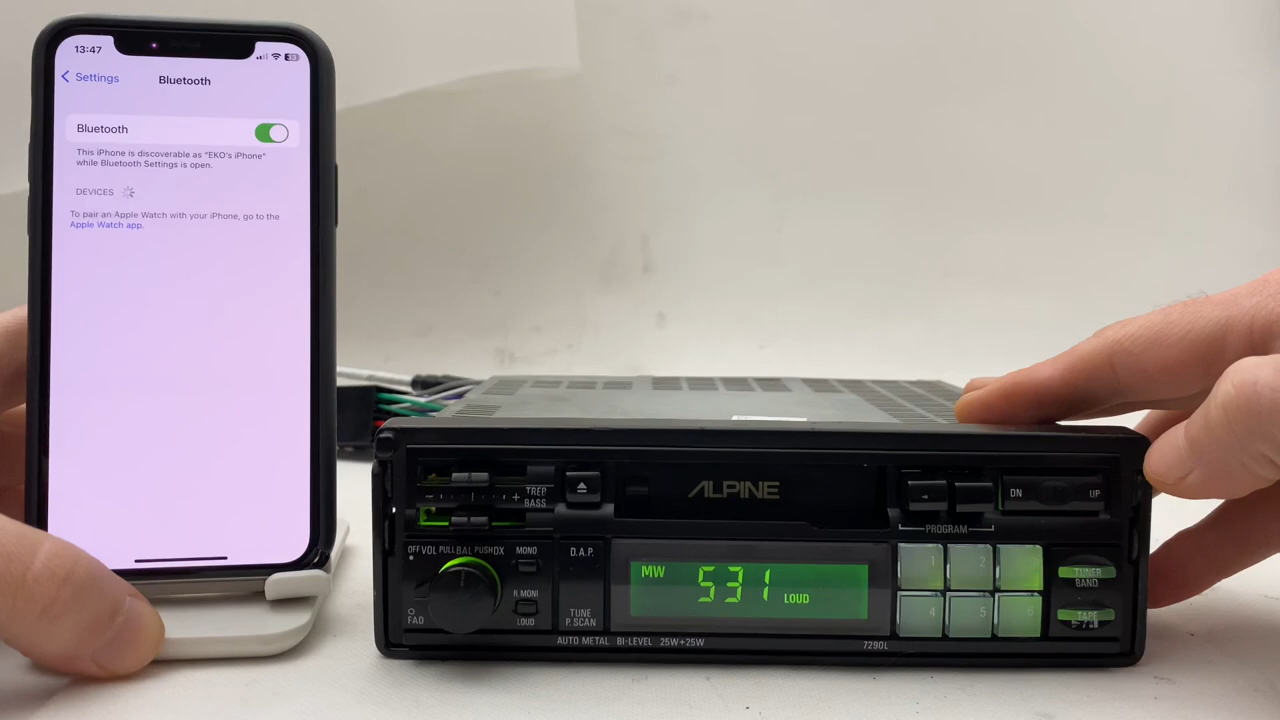 13:47
Settings
Bluetooth
Bluetooth
This iPhone is discoverable as "EKO's iPhone"
while Bluetooth Settings is open.
DEVICES
To pair an Apple Watch with your iPhone, go to the
Apple Watch app.
- +
BASS
ALPINE
DN UP
PROGRAM
OFF VOL PULL BAL PUSH DX
MONO
D.A.P.
FAD
LOUD
TUNE
P.SCAN
MW 531 LOUD
1 2
4 5 6
TUNER
BAND
TAPE
AUTO METAL BI-LEVEL 25W+25W
7290L